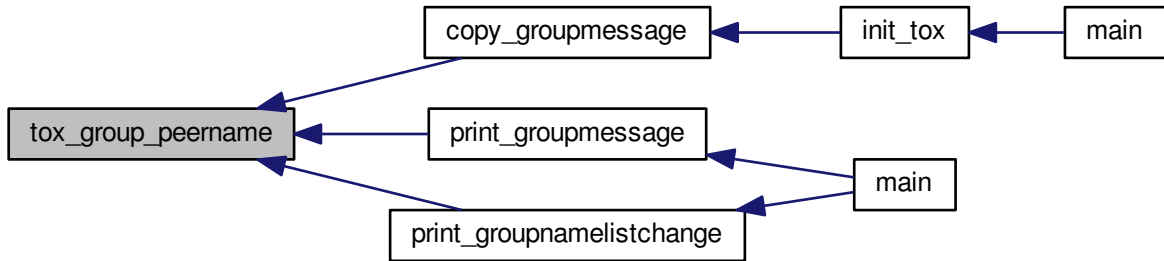 copy_groupmessage
init_tox
main
tox_group_peername
print_groupmessage
main
print_groupnamelistchange